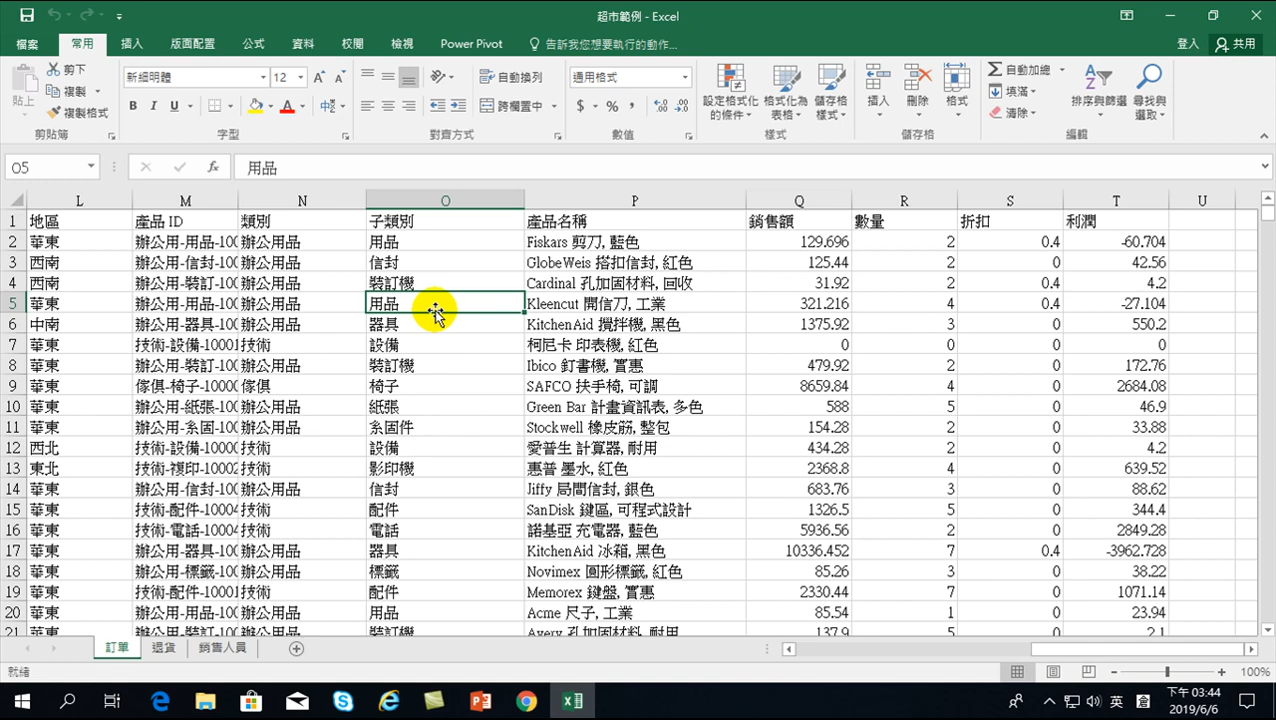 超市範例 - Excel
檔案 常用 插入 版面配置 公式 資料 校閱 檢視 Power Pivot 告訴我您想要執行的動作... 登入 共用
貼上 剪下 複製 複製格式
新細明體 12
B I U A 中
自動換列 跨欄置中
通用格式
$ % ,
設定格式化的條件 格式化為表格 儲存格樣式 插入 刪除 格式
自動加總 填滿 清除 排序與篩選 尋找與選取
剪貼簿 字型 對齊方式 數值 樣式 儲存格 編輯
O5 fx 用品
L M N O P Q R S T U
1 地區 產品 ID 類別 子類別 產品名稱 銷售額 數量 折扣 利潤
2 華東 辦公用-用品-100 辦公用品 用品 Fiskars 剪刀, 藍色 129.696 2 0.4 -60.704
3 西南 辦公用-信封-100 辦公用品 信封 GlobeWeis 搭扣信封, 紅色 125.44 2 0 42.56
4 西南 辦公用-裝訂-100 辦公用品 裝訂機 Cardinal 孔加固材料, 回收 31.92 2 0.4 4.2
5 華東 辦公用-用品-100 辦公用品 用品 Kleencut 開信刀, 工業 321.216 4 0.4 -27.104
6 中南 辦公用-器具-100 辦公用品 器具 KitchenAid 攪拌機, 黑色 1375.92 3 0 550.2
7 華東 技術-設備-10001 技術 設備 柯尼卡 印表機, 紅色 0 0 0 0
8 華東 辦公用-裝訂-100 辦公用品 裝訂機 Ibico 釘書機, 實惠 479.92 2 0 172.76
9 華東 傢俱-椅子-10000 傢俱 椅子 SAFCO 扶手椅, 可調 8659.84 4 0 2684.08
10 華東 辦公用-紙張-100 辦公用品 紙張 Green Bar 計畫資訊表, 多色 588 5 0 46.9
11 華東 辦公用-系固-100 辦公用品 系固件 Stockwell 橡皮筋, 整包 154.28 2 0 33.88
12 西北 技術-設備-10000 技術 設備 愛普生 計算器, 耐用 434.28 2 0 4.2
13 東北 技術-複印-10002 技術 影印機 惠普 墨水, 紅色 2368.8 4 0 639.52
14 華東 辦公用-信封-100 辦公用品 信封 Jiffy 局間信封, 銀色 683.76 3 0 88.62
15 華東 技術-配件-10004 技術 配件 SanDisk 鍵區, 可程式設計 1326.5 5 0 344.4
16 華東 技術-電話-10004 技術 電話 諾基亞 充電器, 藍色 5936.56 2 0 2849.28
17 華東 辦公用-器具-100 辦公用品 器具 KitchenAid 冰箱, 黑色 10336.452 7 0.4 -3962.728
18 華東 辦公用-標籤-100 辦公用品 標籤 Novimex 圓形標籤, 紅色 85.26 3 0 38.22
19 華東 技術-配件-10001 技術 配件 Memorex 鍵盤, 實惠 2330.44 7 0 1071.14
20 華東 辦公用-用品-100 辦公用品 用品 Acme 尺子, 工業 85.54 1 0 23.94
21 華東 辦公用-裝訂-100 辦公用品 裝訂機 Avery 孔加固材料, 耐用 137.9 5 0 2.1
訂單 退貨 銷售人員
就緒 100%
英 下午 03:44
2019/6/6